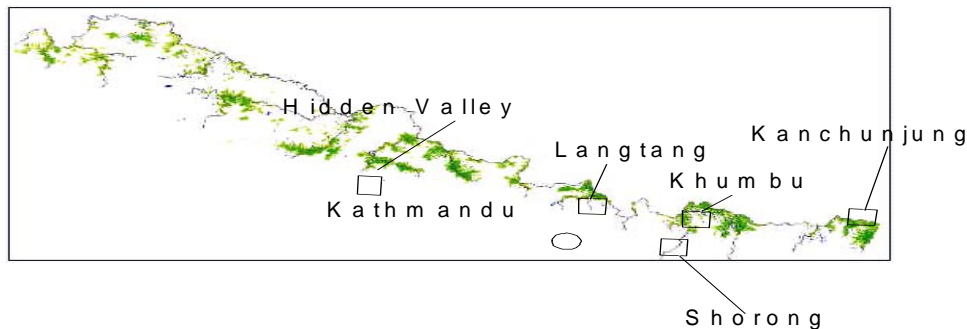 Hidden Valley
Kanchunjung
Langtang
Khumbu
Kathmandu
Shorong